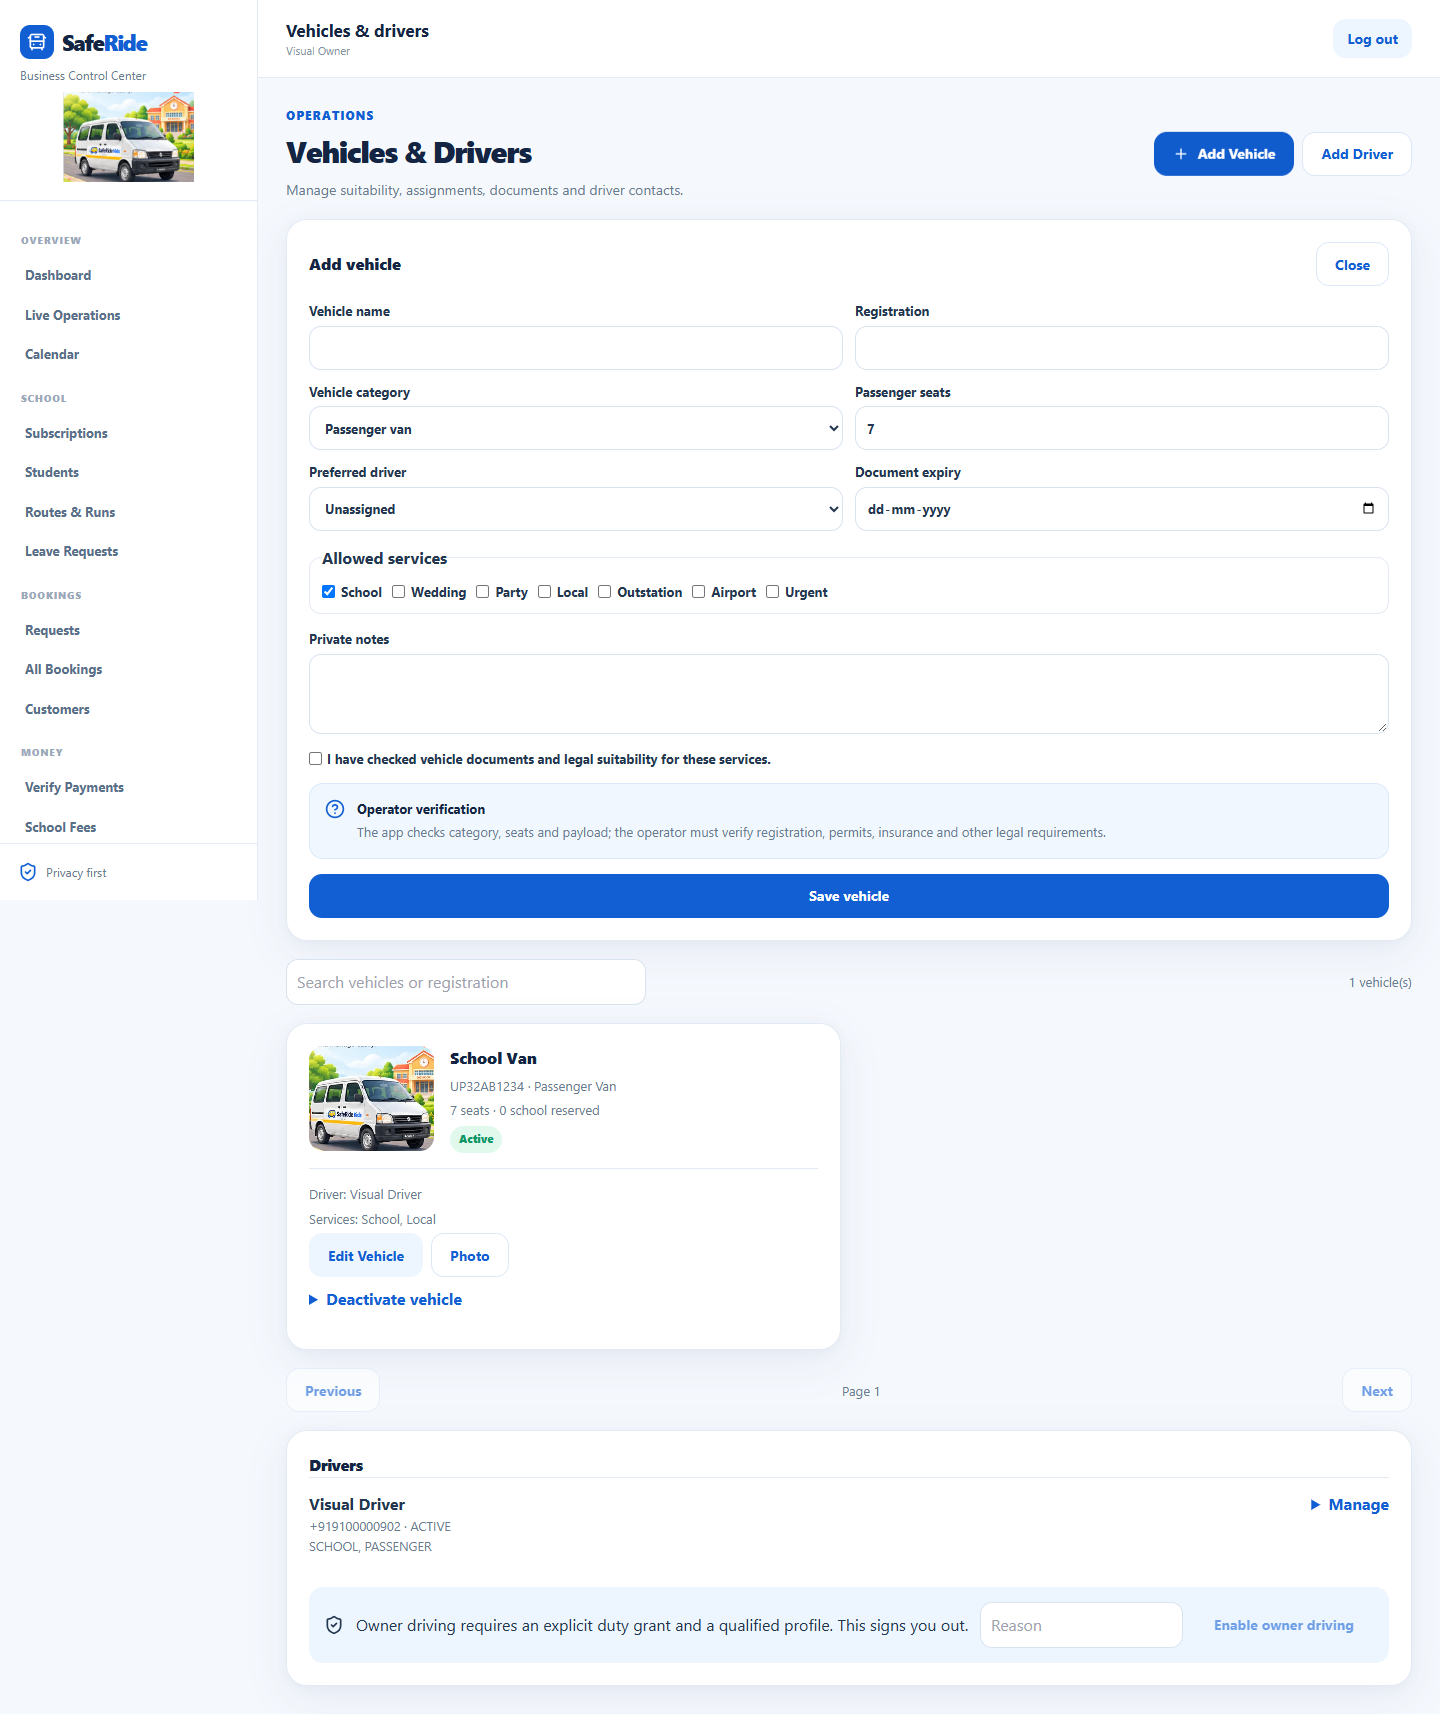 SafeRide
Business Control Center
SafeRide Ride
OVERVIEW
Dashboard
Live Operations
Calendar
SCHOOL
Subscriptions
Students
Routes & Runs
Leave Requests
BOOKINGS
Requests
All Bookings
Customers
MONEY
Verify Payments
School Fees
Privacy first
Vehicles & drivers
Visual Owner
Log out
OPERATIONS
Vehicles & Drivers
Manage suitability, assignments, documents and driver contacts.
Add Vehicle
Add Driver
Add vehicle
Close
Vehicle name
Registration
Vehicle category
Passenger seats
Passenger van
7
Preferred driver
Document expiry
Unassigned
dd-mm-yyyy
Allowed services
School Wedding Party Local Outstation Airport Urgent
Private notes
I have checked vehicle documents and legal suitability for these services.
Operator verification
The app checks category, seats and payload; the operator must verify registration, permits, insurance and other legal requirements.
Save vehicle
Search vehicles or registration
1 vehicle(s)
SafeRide Ride
School Van
UP32AB1234 · Passenger Van
7 seats · 0 school reserved
Active
Driver: Visual Driver
Services: School, Local
Edit Vehicle
Photo
Deactivate vehicle
Previous
Page 1
Next
Drivers
Visual Driver
Manage
+919100000902 · ACTIVE
SCHOOL, PASSENGER
Owner driving requires an explicit duty grant and a qualified profile. This signs you out.
Reason
Enable owner driving